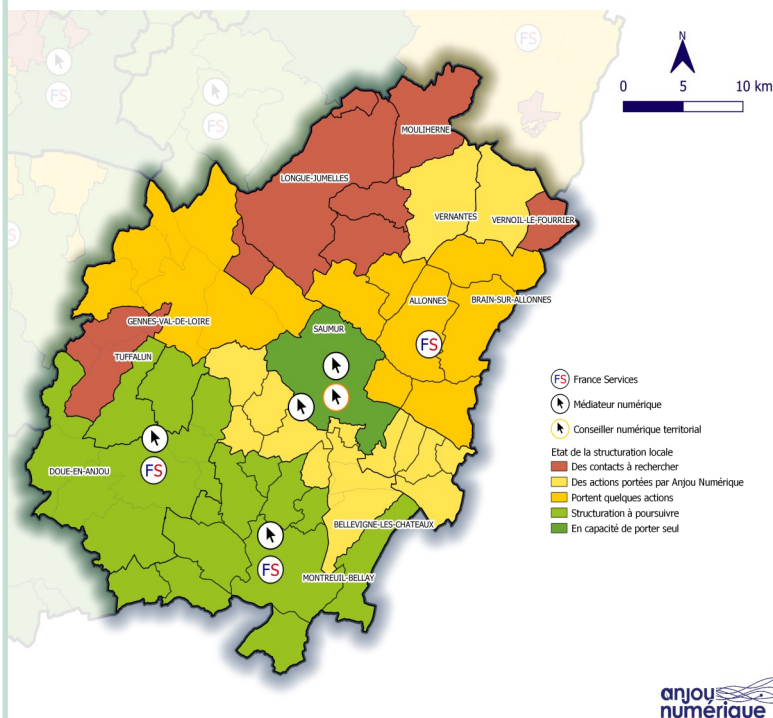 FS
N
0 5 10 km
FS
MOULIHERNE
FS
LONGUE-JUMELLES
VERNANTES
VERNOIL-LE-FOURRIER
FS
ALLONNES
BRAIN-SUR-ALLONNES
GENNES-VAL-DE-LOIRE
SAUMUR
FS
TUFFALUN
DOUE-EN-ANJOU
FS
BELLEVIGNE-LES-CHATEAUX
FS
MONTREUIL-BELLAY
FS France Services
Médiateur numérique
Conseiller numérique territorial
Etat de la structuration locale
Des contacts à rechercher
Des actions portées par Anjou Numérique
Portent quelques actions
Structuration à poursuivre
En capacité de porter seul
anjou
numérique